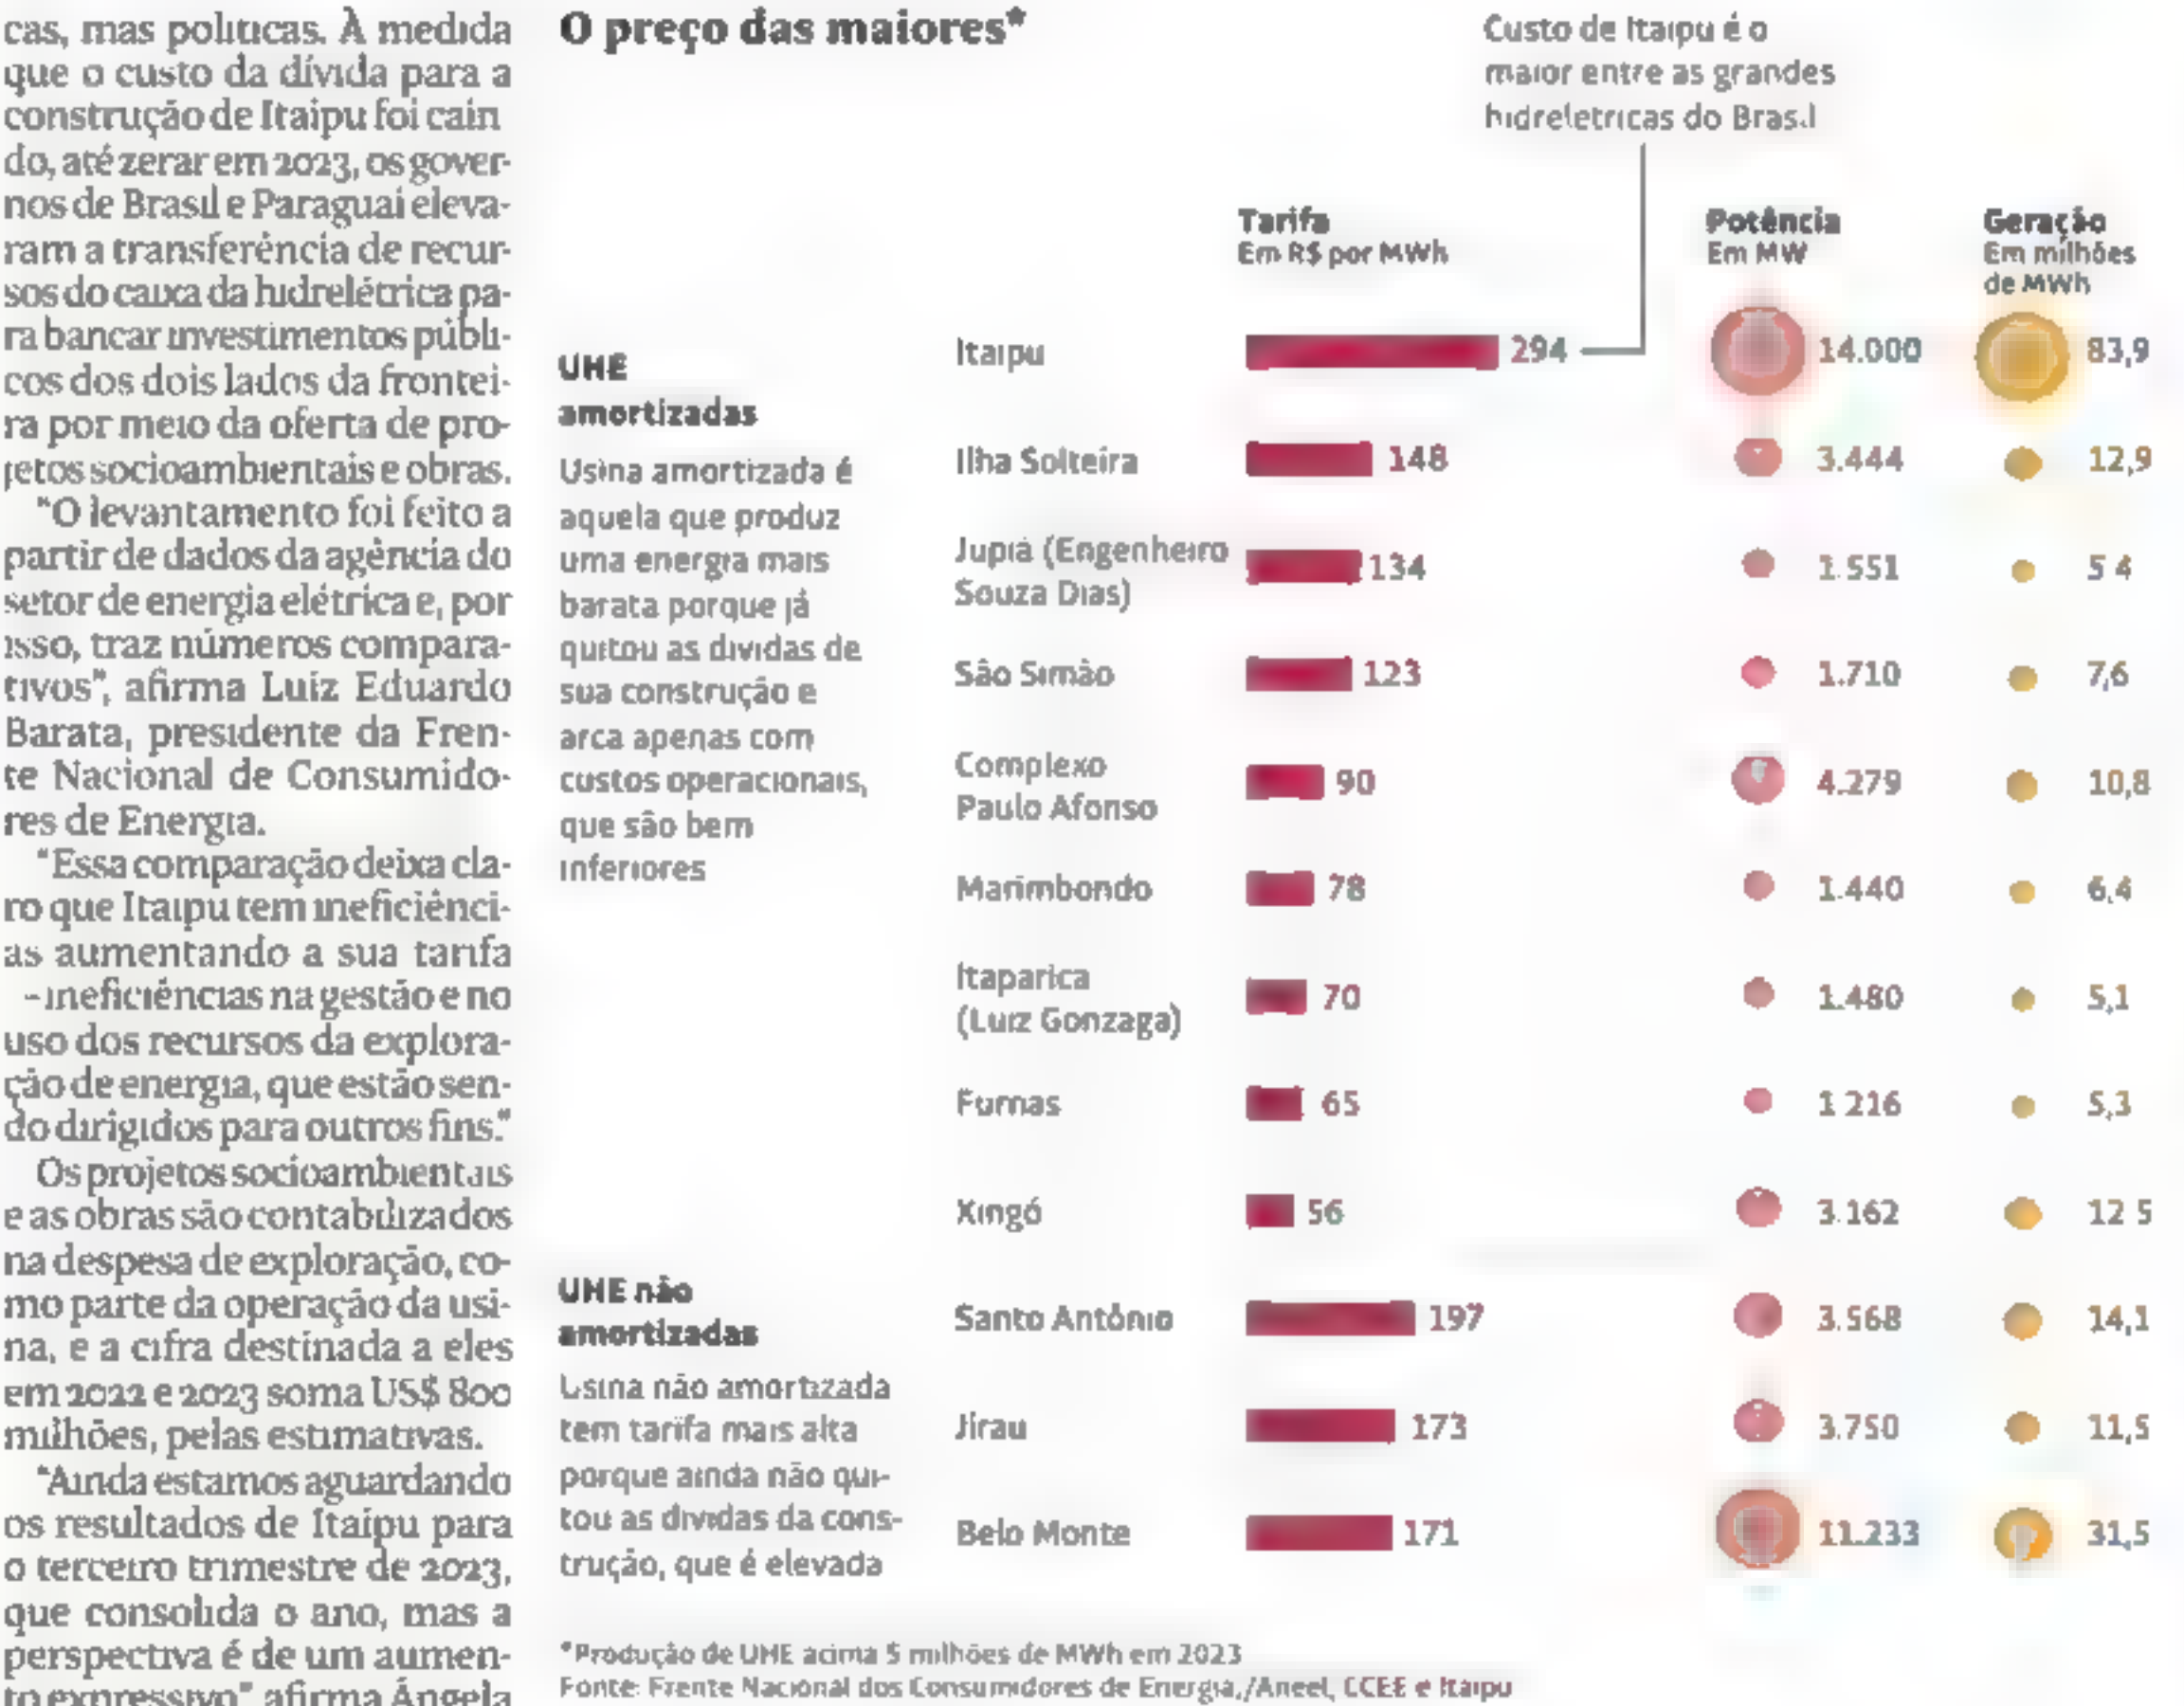 cas, mas políticas. À medida
que o custo da dívida para a
construção de Itaipu foi cain
do, até zerar em 2023, os gover-
nos de Brasil e Paraguai eleva-
ram a transferência de recur-
sos do caixa da hidrelétrica pa-
ra bancar investimentos públi-
cos dos dois lados da frontei-
ra por meio da oferta de pro-
jetos socioambientais e obras.
"O levantamento foi feito a
partir de dados da agência do
setor de energia elétrica e, por
isso, traz números compara-
tivos", afirma Luiz Eduardo
Barata, presidente da Fren-
te Nacional de Consumido-
res de Energia.
"Essa comparação deixa cla-
ro que Itaipu tem ineficiênci-
as aumentando a sua tarifa
– ineficiências na gestão e no
uso dos recursos da explora-
ção de energia, que estão sen-
do dirigidos para outros fins."
Os projetos socioambientais
e as obras são contabilizados
na despesa de exploração, co-
mo parte da operação da usi-
na, e a cifra destinada a eles
em 2022 e 2023 soma US$ 800
milhões, pelas estimativas.
"Ainda estamos aguardando
os resultados de Itaipu para
o terceiro trimestre de 2023,
que consolida o ano, mas a
perspectiva é de um aumen-
to expressivo" afirma Ângela
O preço das maiores*
Custo de Itaipu é o
maior entre as grandes
hidreletricas do Brasil
Tarifa
Em R$ por MWh
Potência
Em MW
Geração
Em milhões
de MWh
UHE
amortizadas
Usina amortizada é
aquela que produz
uma energia mais
barata porque já
quitou as dividas de
sua construção e
arca apenas com
custos operacionais,
que são bem
inferiores
Itaipu 294 14.000 83,9
Ilha Solteira 148 3.444 12,9
Jupiá (Engenheiro
Souza Dias) 134 1.551 5 4
São Simão 123 1.710 7,6
Complexo
Paulo Afonso 90 4.279 10,8
Marimbondo 78 1.440 6,4
Itaparica
(Luiz Gonzaga) 70 1.480 5,1
Furnas 65 1 216 5,3
Xingó 56 3.162 12 5
UHE não
amortizadas
Usina não amortizada
tem tarifa mais alta
porque ainda não qui-
tou as dividas da cons-
trução, que é elevada
Santo Antônio 197 3.568 14,1
Jirau 173 3.750 11,5
Belo Monte 171 11.233 31,5
*Produção de UHE acima 5 milhões de MWh em 2023
Fonte: Frente Nacional dos Consumidores de Energia,/Aneel, CCEE e Itaipu